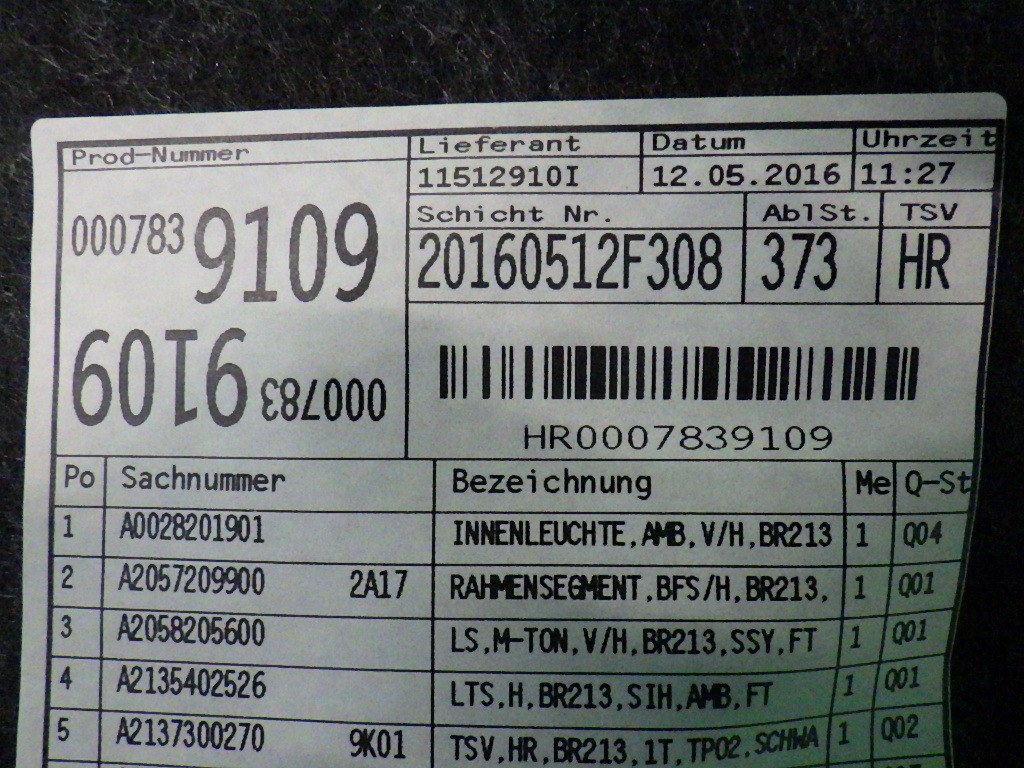 Prod-Nummer Lieferant Datum Uhrzeit
11512910I 12.05.2016 11:27
000783 9109 Schicht Nr. AblSt. TSV
20160512F308 373 HR
000783 9109
HR0007839109
Po Sachnummer Bezeichnung Me Q-St
1 A0028201901 INNENLEUCHTE,AMB,V/H,BR213 1 Q04
2 A2057209900 2A17 RAHMENSEGMENT,BFS/H,BR213, 1 Q01
3 A2058205600 LS,M-TON,V/H,BR213,SSY,FT 1 Q01
4 A2135402526 LTS,H,BR213,SIH,AMB,FT 1 Q01
5 A2137300270 9K01 TSV,HR,BR213,1T,TP02,SCHWA 1 Q02